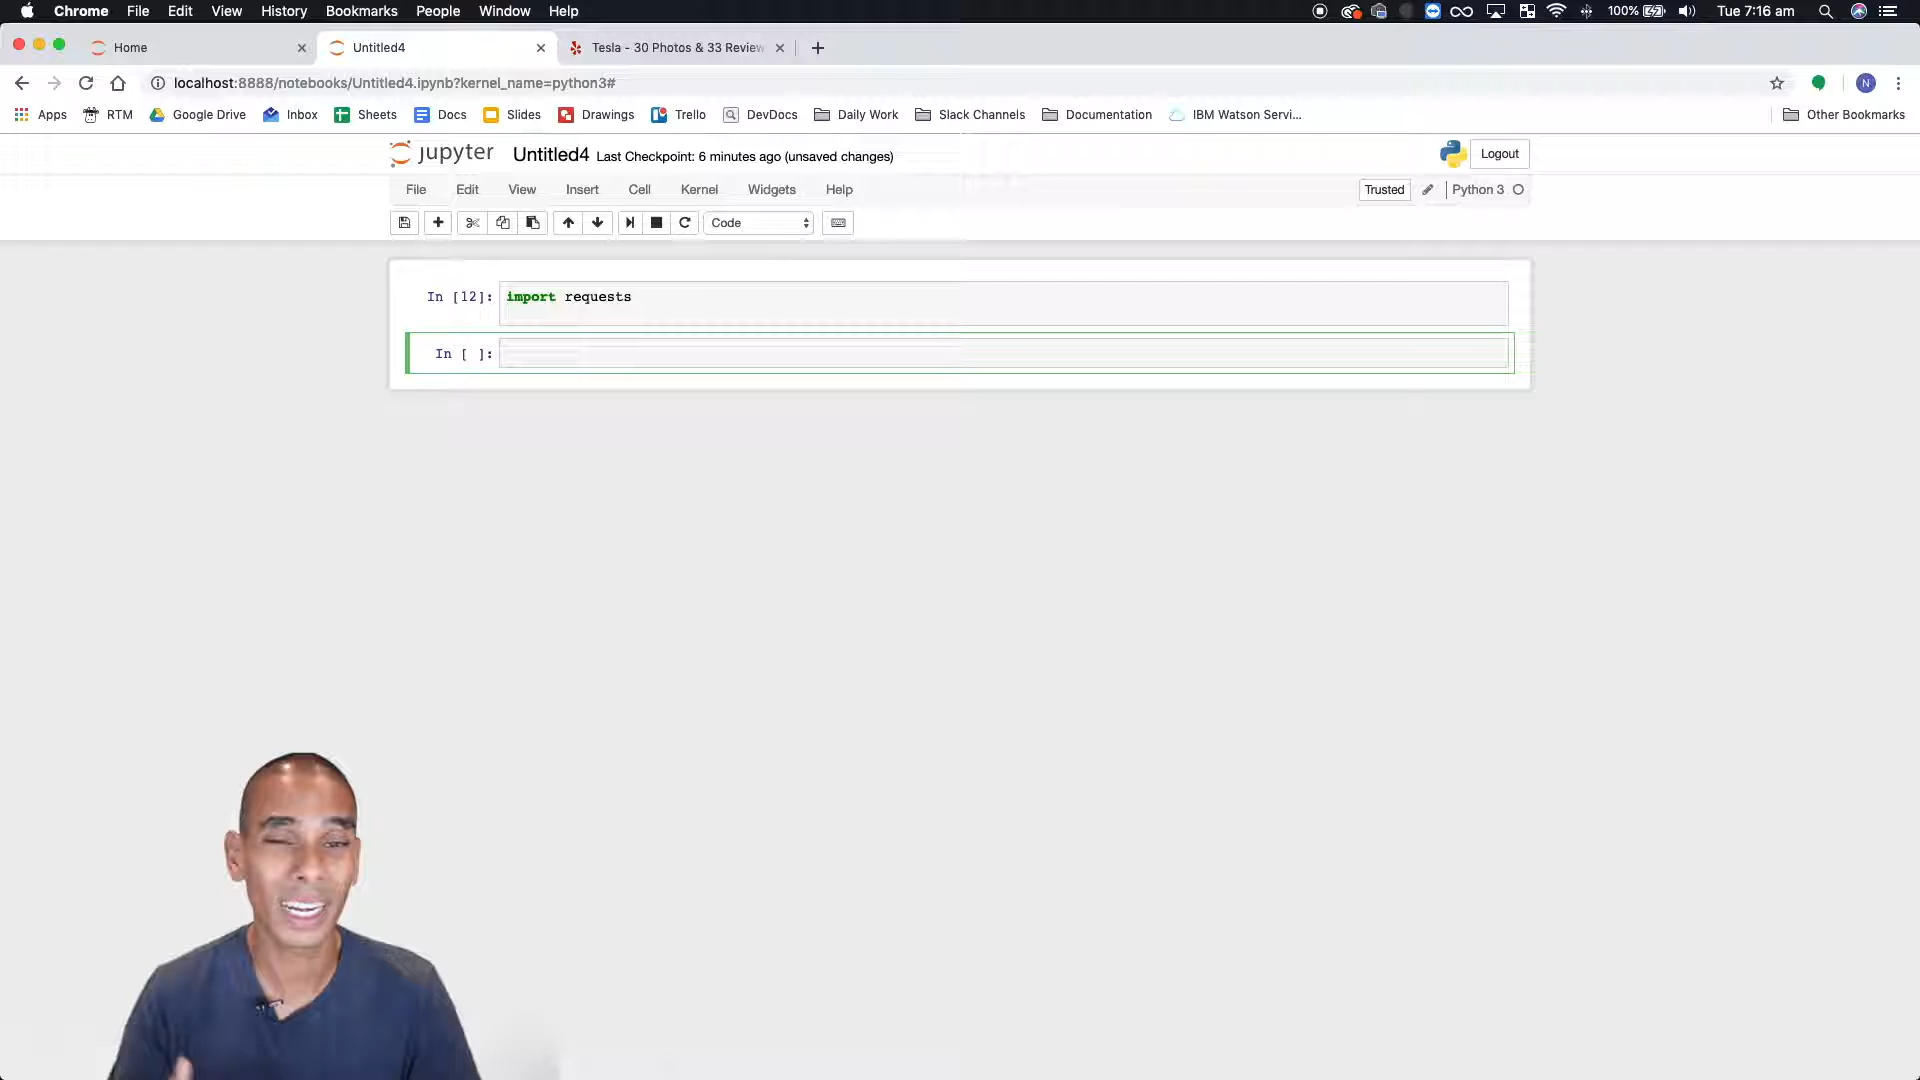 Chrome File Edit View History Bookmarks People Window Help 100% Tue 7:16 am
Home Untitled4 Tesla - 30 Photos & 33 Review
localhost:8888/notebooks/Untitled4.ipynb?kernel_name=python3# N
Apps RTM Google Drive Inbox Sheets Docs Slides Drawings Trello DevDocs Daily Work Slack Channels Documentation IBM Watson Servi... Other Bookmarks
jupyter Untitled4 Last Checkpoint: 6 minutes ago (unsaved changes) Logout
File Edit View Insert Cell Kernel Widgets Help Trusted Python 3
Code
In [12]: import requests
In [ ]: